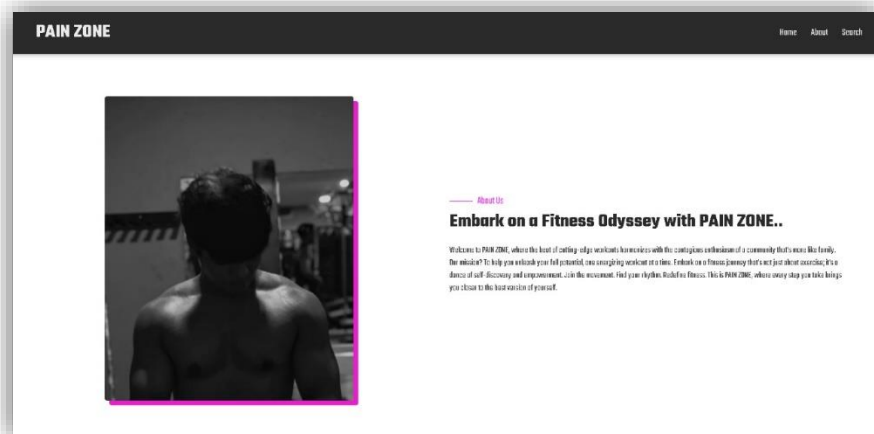 PAIN ZONE
Home About Search
About Us
Embark on a Fitness Odyssey with PAIN ZONE..
Welcome to PAIN ZONE, where the beat of cutting-edge workouts harmonizes with the contagious enthusiasm of a community that's more like family.
Our mission? To help you unleash your full potential, one energizing workout at a time. Embark on a fitness journey that's not just about exercise; it's a
dance of self-discovery and empowerment. Join the movement. Find your rhythm. Redefine fitness. This is PAIN ZONE, where every step you take brings
you closer to the best version of yourself.